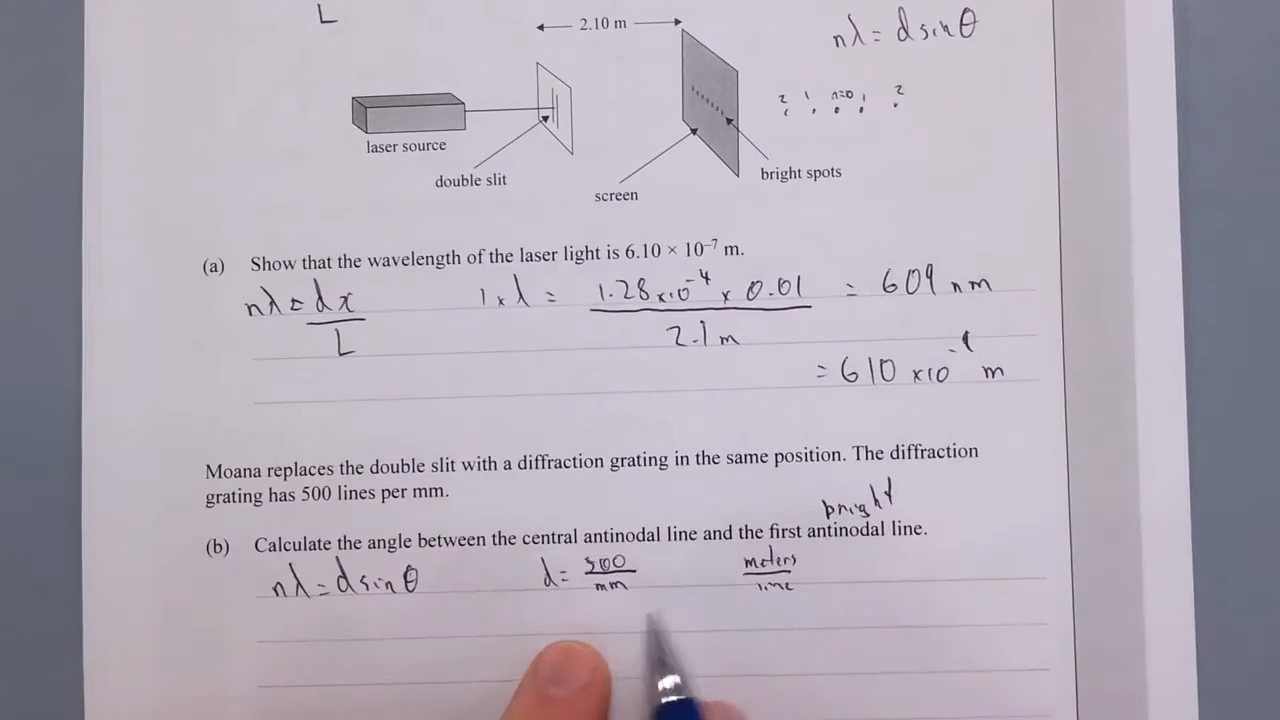 L
2.10 m
nλ = d sin θ
2 1 n=0 1 2
laser source
double slit
screen
bright spots
(a) Show that the wavelength of the laser light is 6.10 × 10⁻⁷ m.
nλ = dx / L
1 × λ = 1.28 × 10⁻⁴ × 0.01 / 2.1 m = 609 nm
= 610 × 10⁻⁹ m
Moana replaces the double slit with a diffraction grating in the same position. The diffraction
grating has 500 lines per mm.
bright
(b) Calculate the angle between the central antinodal line and the first antinodal line.
nλ = d sin θ d = 500 / mm meters / line